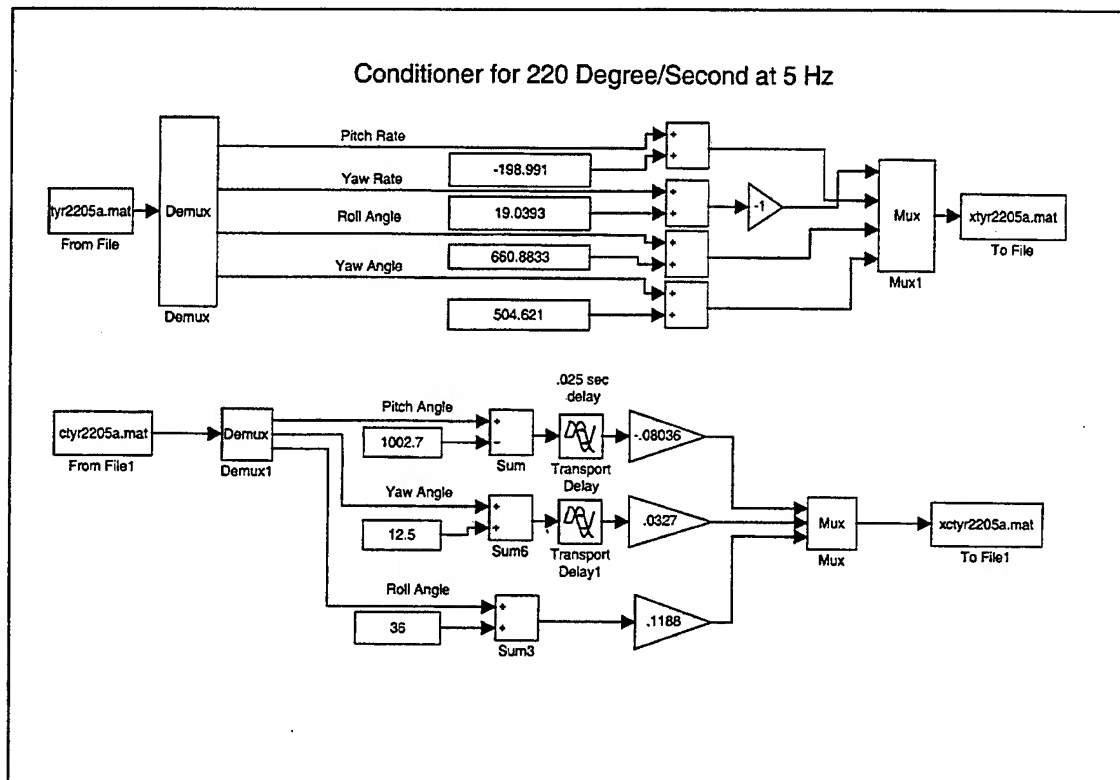 Conditioner for 220 Degree/Second at 5 Hz
Pitch Rate
-198.991
Yaw Rate
19.0393
Roll Angle
660.8833
Yaw Angle
504.621
tyr2205a.mat
From File
Demux
Demux
+
+
+
+
+
+
+
+
-1
Mux
Mux1
xtyr2205a.mat
To File
.025 sec
delay
ctyr2205a.mat
From File1
Demux
Demux1
Pitch Angle
1002.7
+
−
Sum
Transport
Delay
-.08036
Yaw Angle
12.5
+
+
Sum6
Transport
Delay1
.0327
Roll Angle
36
+
+
Sum3
.1188
Mux
Mux
xctyr2205a.mat
To File1